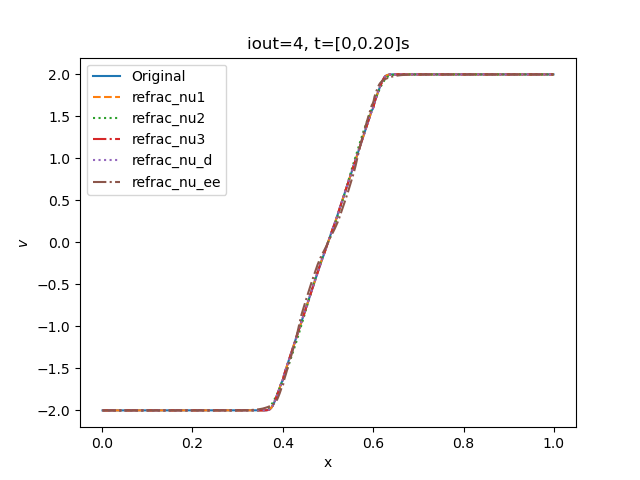 iout=4, t=[0,0.20]s
Original
refrac_nu1
refrac_nu2
refrac_nu3
refrac_nu_d
refrac_nu_ee
2.0
1.5
1.0
0.5
0.0
−0.5
−1.0
−1.5
−2.0
v
0.0 0.2 0.4 0.6 0.8 1.0
x